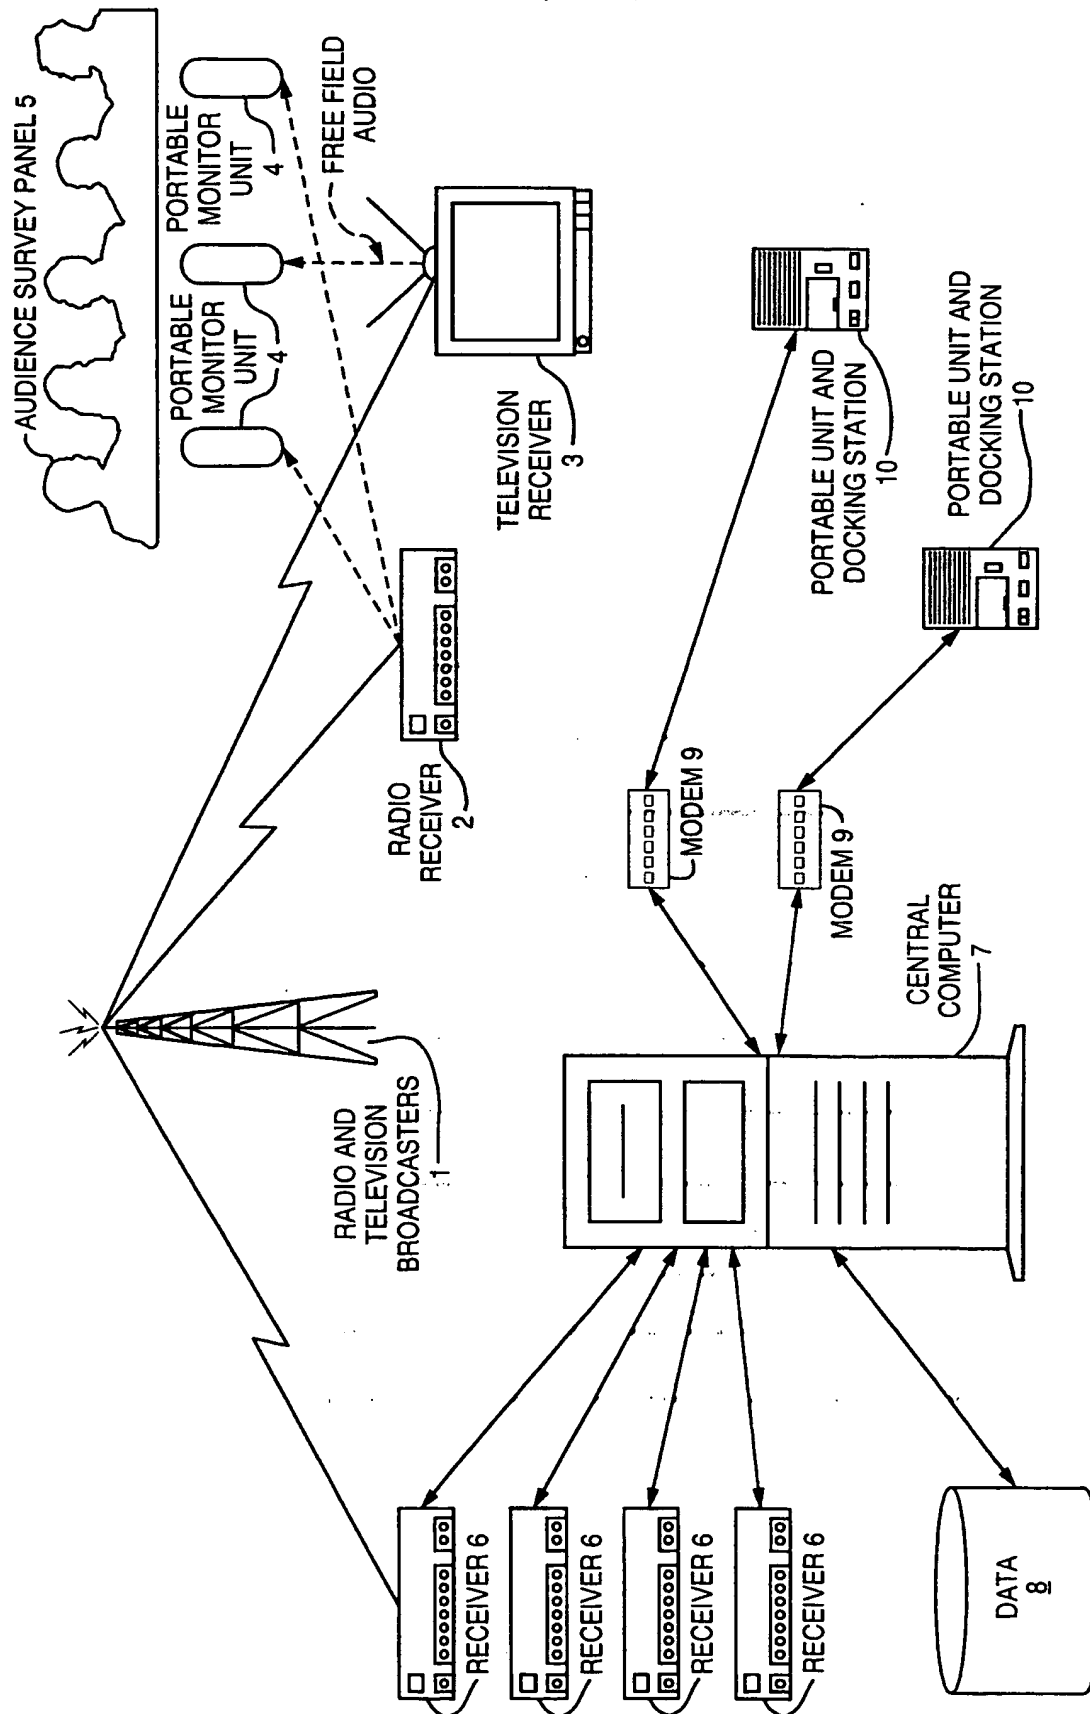 AUDIENCE SURVEY PANEL 5
PORTABLE
MONITOR
UNIT
4
PORTABLE
MONITOR
UNIT
4
FREE FIELD
AUDIO
RADIO
RECEIVER
2
TELEVISION
RECEIVER
3
RADIO AND
TELEVISION
BROADCASTERS
1
RECEIVER 6
RECEIVER 6
RECEIVER 6
RECEIVER 6
DATA
8
CENTRAL
COMPUTER
7
MODEM 9
MODEM 9
PORTABLE UNIT AND
DOCKING STATION
10
PORTABLE UNIT AND
DOCKING STATION
10